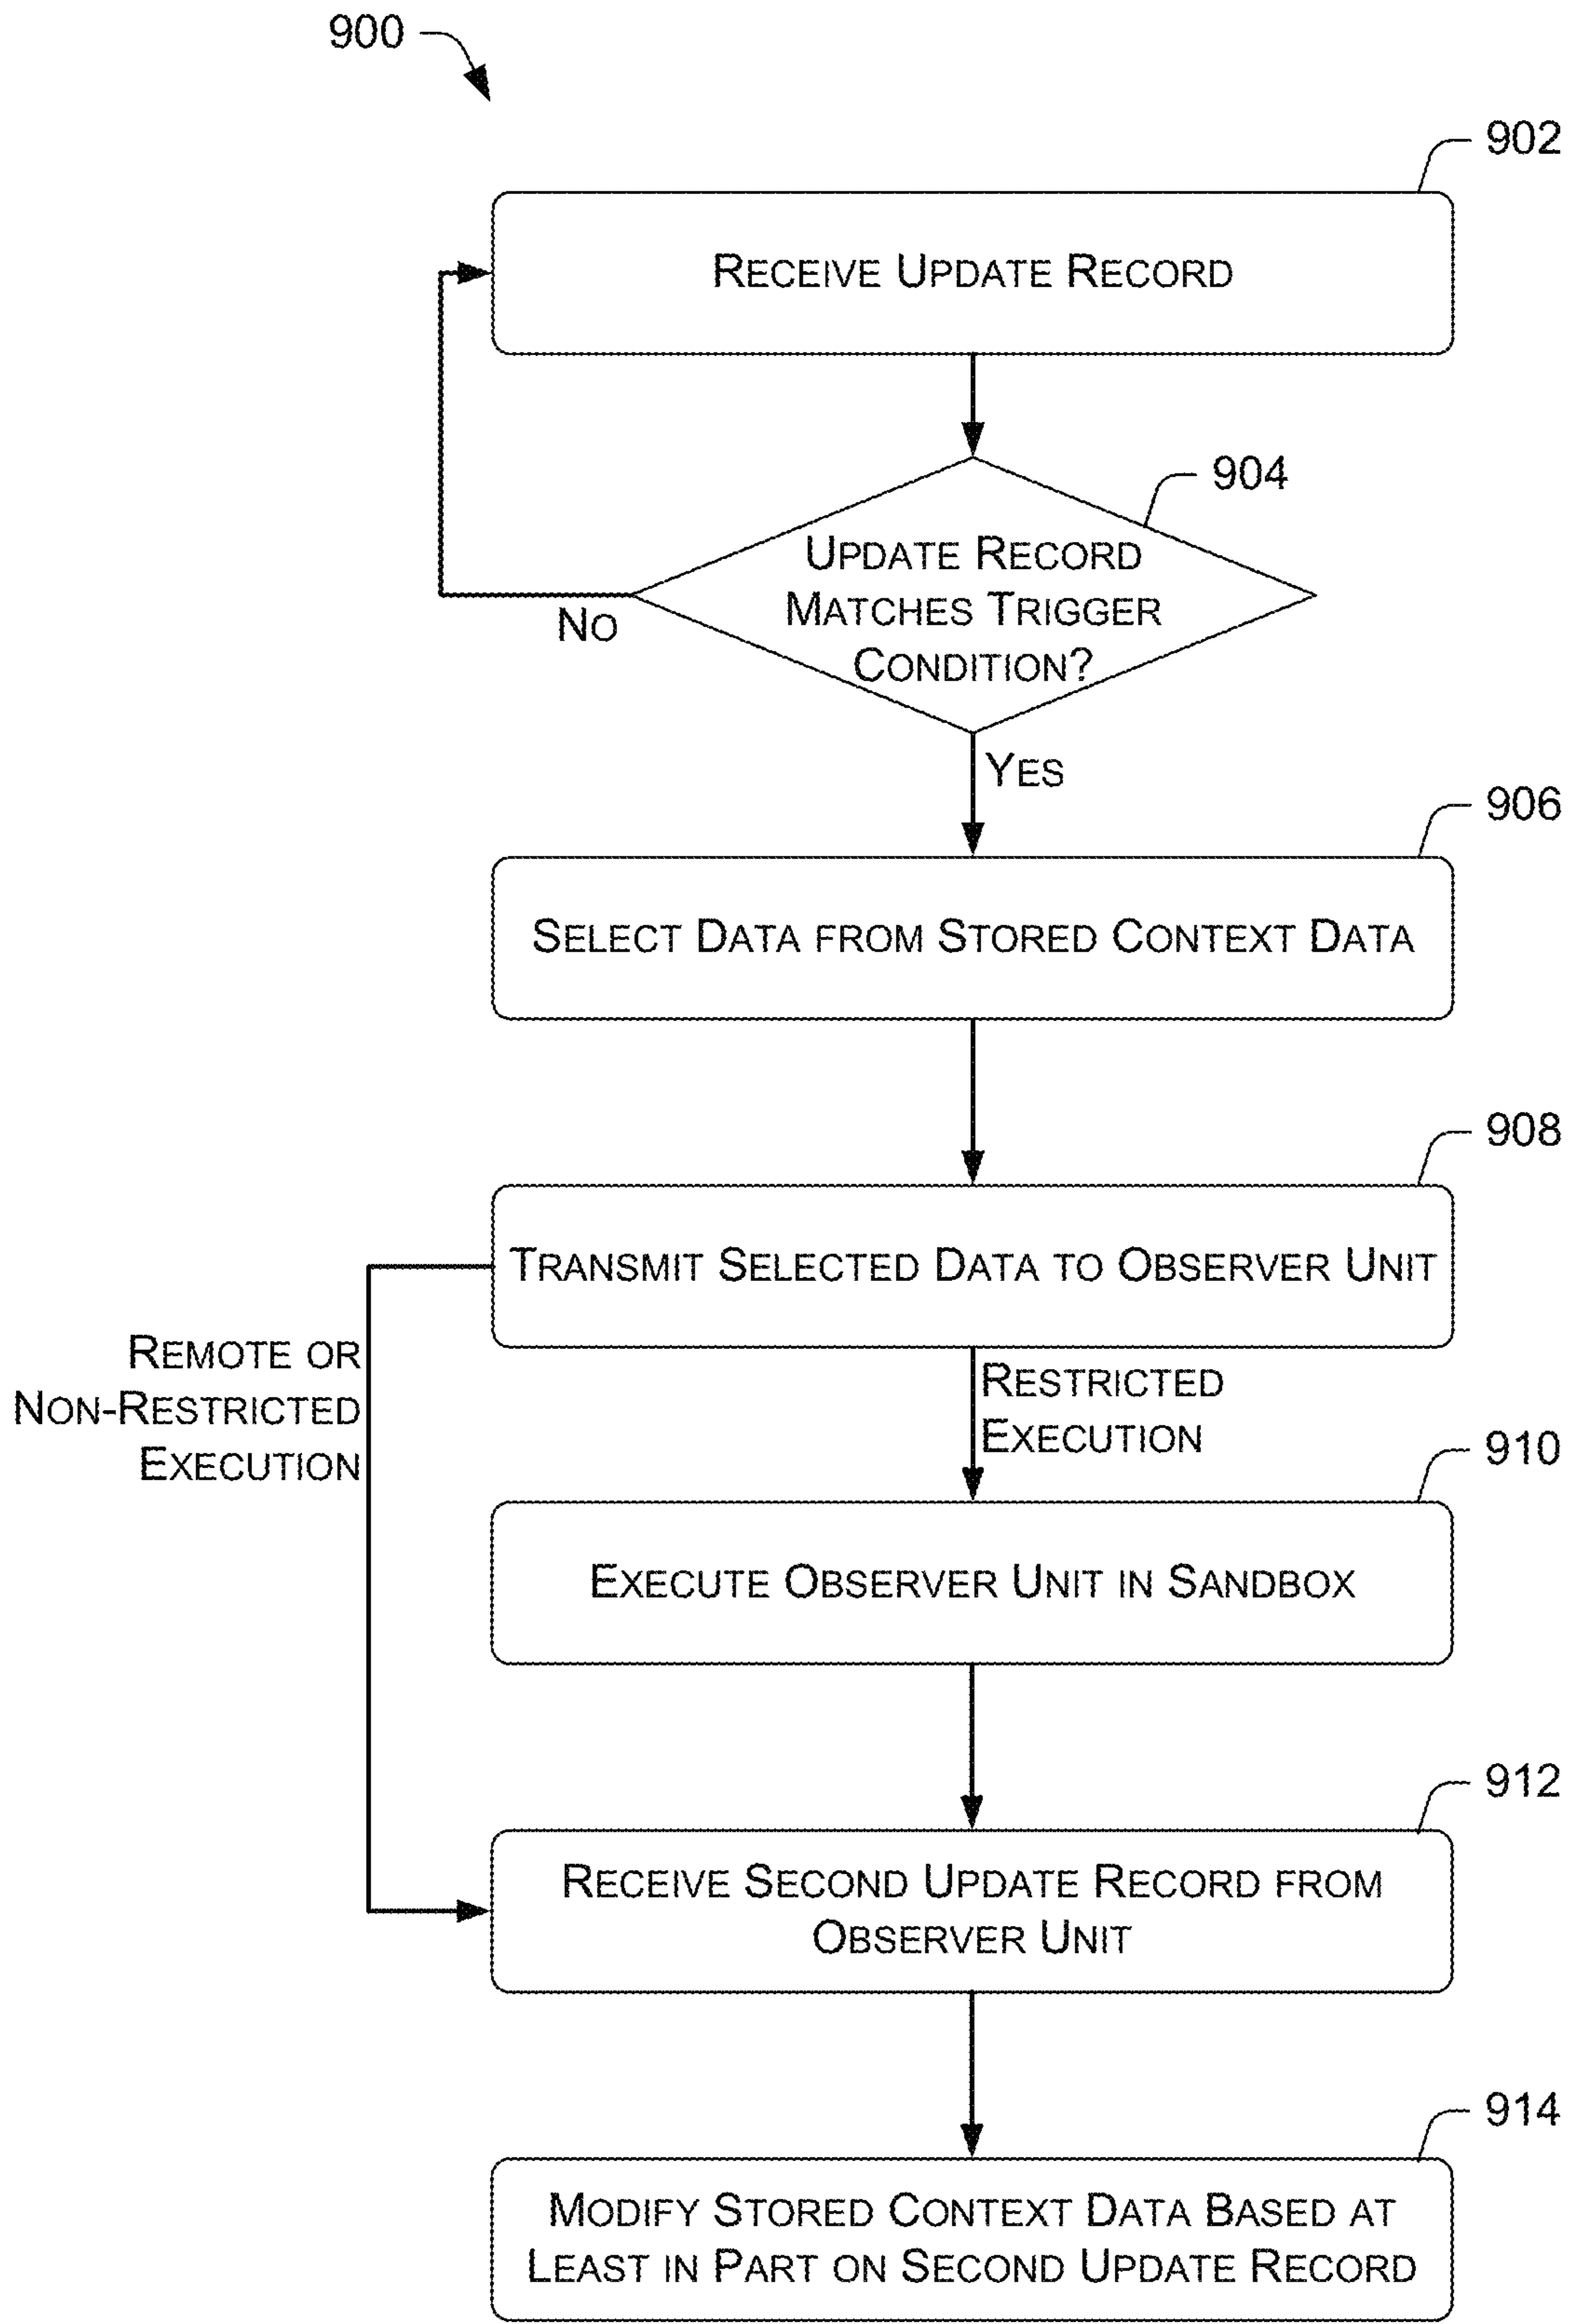 900
902
Receive Update Record
904
Update Record
Matches Trigger
Condition?
No
Yes
906
Select Data from Stored Context Data
908
Transmit Selected Data to Observer Unit
Remote or
Non-Restricted
Execution
Restricted
Execution
910
Execute Observer Unit in Sandbox
912
Receive Second Update Record from
Observer Unit
914
Modify Stored Context Data Based at
Least in Part on Second Update Record